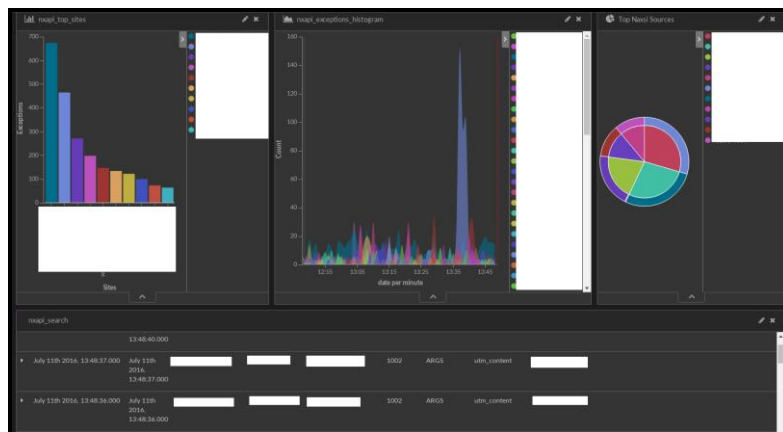 nxapi_top_sites
nxapi_exceptions_histogram
Top Naxsi Sources
700
600
500
400
300
200
100
0
Exceptions
Sites
160
140
120
100
80
60
40
20
0
Count
12:55 13:05 13:15 13:25 13:35 13:45
date per minute
nxapi_search
13:48:40.000
July 11th 2016, 13:48:37.000 July 11th 1002 ARGS utm_content
2016,
13:48:37.000
July 11th 2016, 13:48:36.000 July 11th 1002 ARGS utm_content
2016,
13:48:36.000